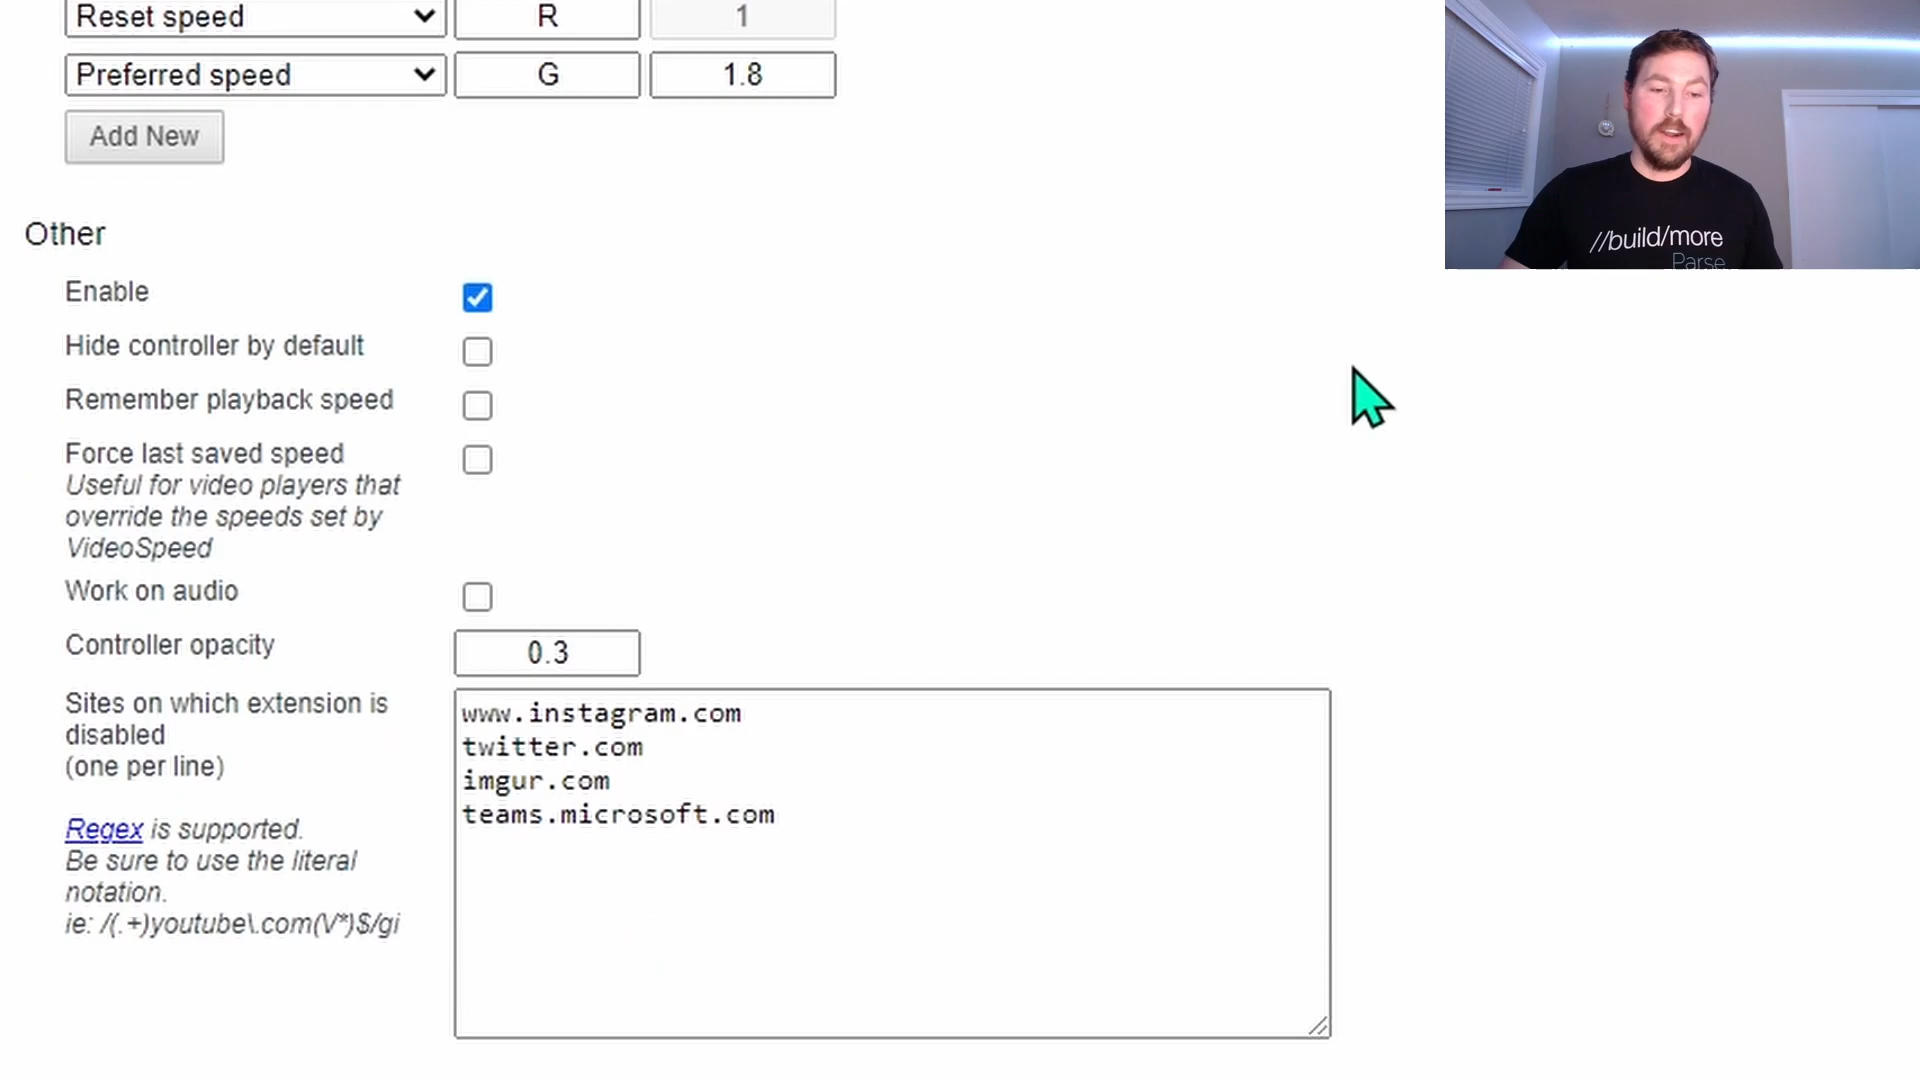 Reset speed R 1
Preferred speed G 1.8
Add New
Other
Enable
Hide controller by default
Remember playback speed
Force last saved speed
Useful for video players that
override the speeds set by
VideoSpeed
Work on audio
Controller opacity 0.3
Sites on which extension is
disabled
(one per line)
Regex is supported.
Be sure to use the literal
notation.
ie: /(.+)youtube\.com(\/*)$/gi
www.instagram.com
twitter.com
imgur.com
teams.microsoft.com
//build/more
Parse